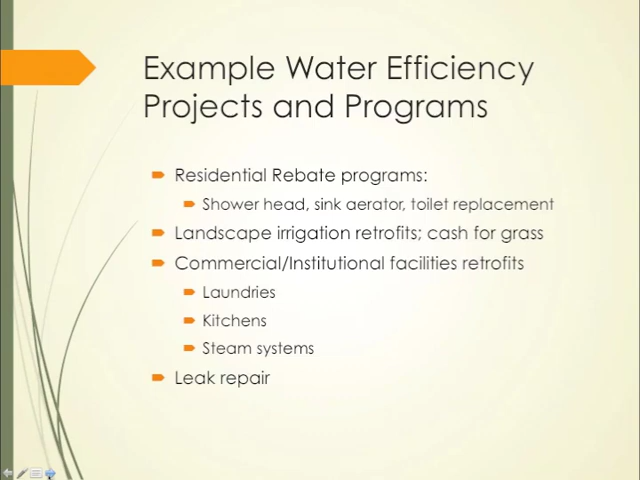 Example Water Efficiency
Projects and Programs
Residential Rebate programs:
Shower head, sink aerator, toilet replacement
Landscape irrigation retrofits; cash for grass
Commercial/Institutional facilities retrofits
Laundries
Kitchens
Steam systems
Leak repair